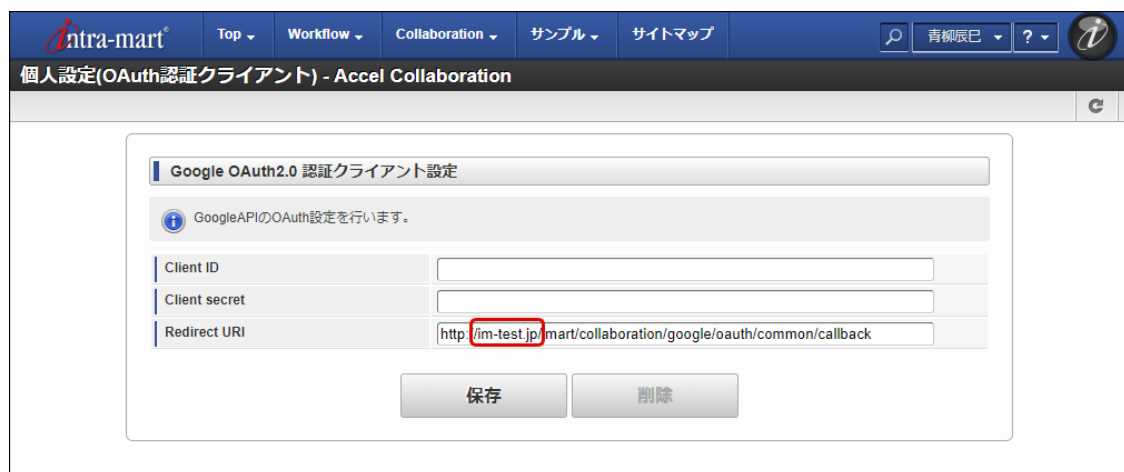 intra-mart® Top Workflow Collaboration サンプル サイトマップ 青柳辰巳 ?
個人設定(OAuth認証クライアント) - Accel Collaboration
Google OAuth2.0 認証クライアント設定
GoogleAPIのOAuth設定を行います。
Client ID
Client secret
Redirect URI http://im-test.jp/imart/collaboration/google/oauth/common/callback
保存 削除